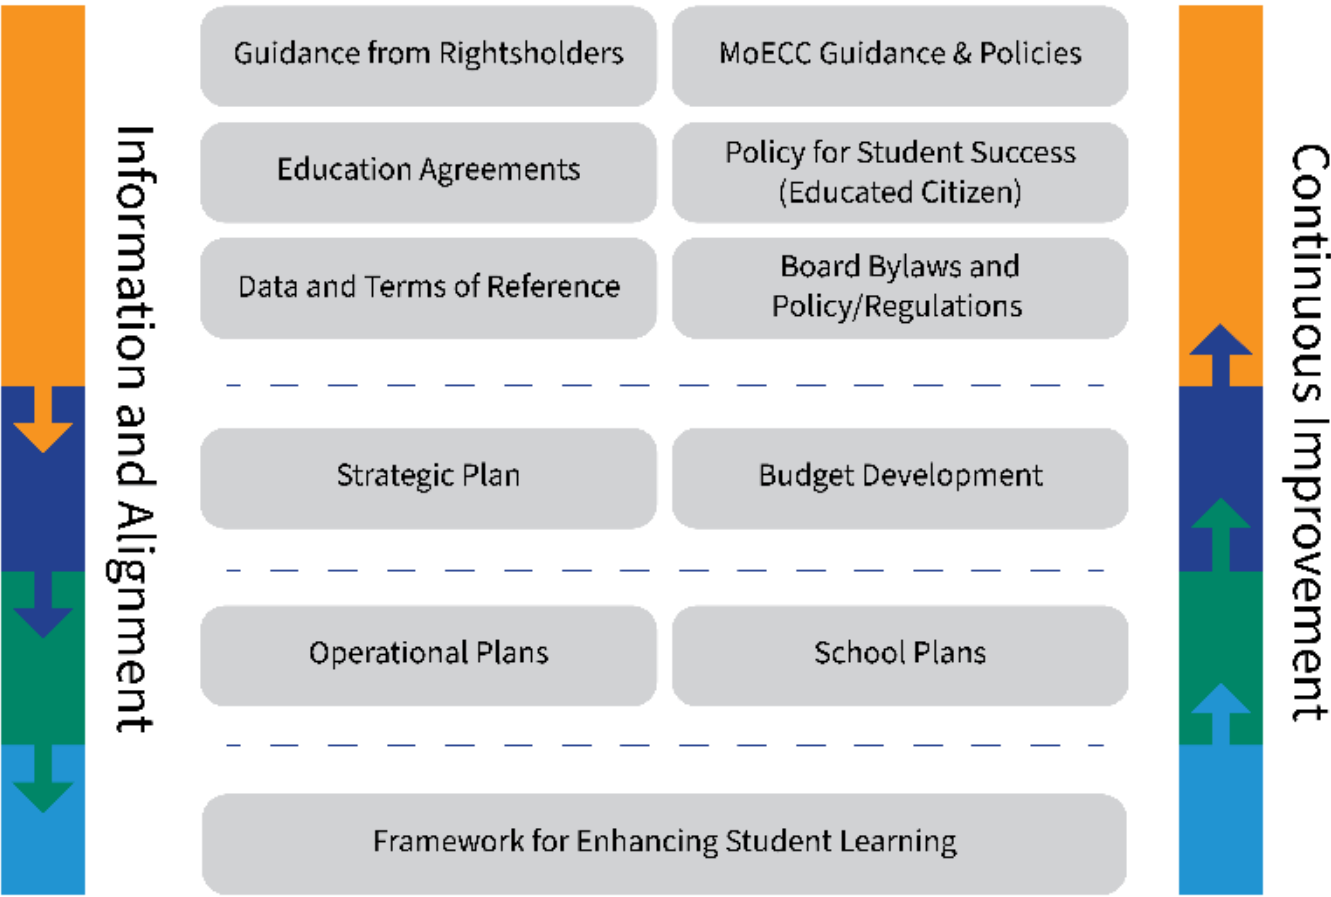 Information and Alignment
Guidance from Rightsholders
MoECC Guidance & Policies
Education Agreements
Policy for Student Success
(Educated Citizen)
Data and Terms of Reference
Board Bylaws and
Policy/Regulations
Strategic Plan
Budget Development
Operational Plans
School Plans
Framework for Enhancing Student Learning
Continuous Improvement